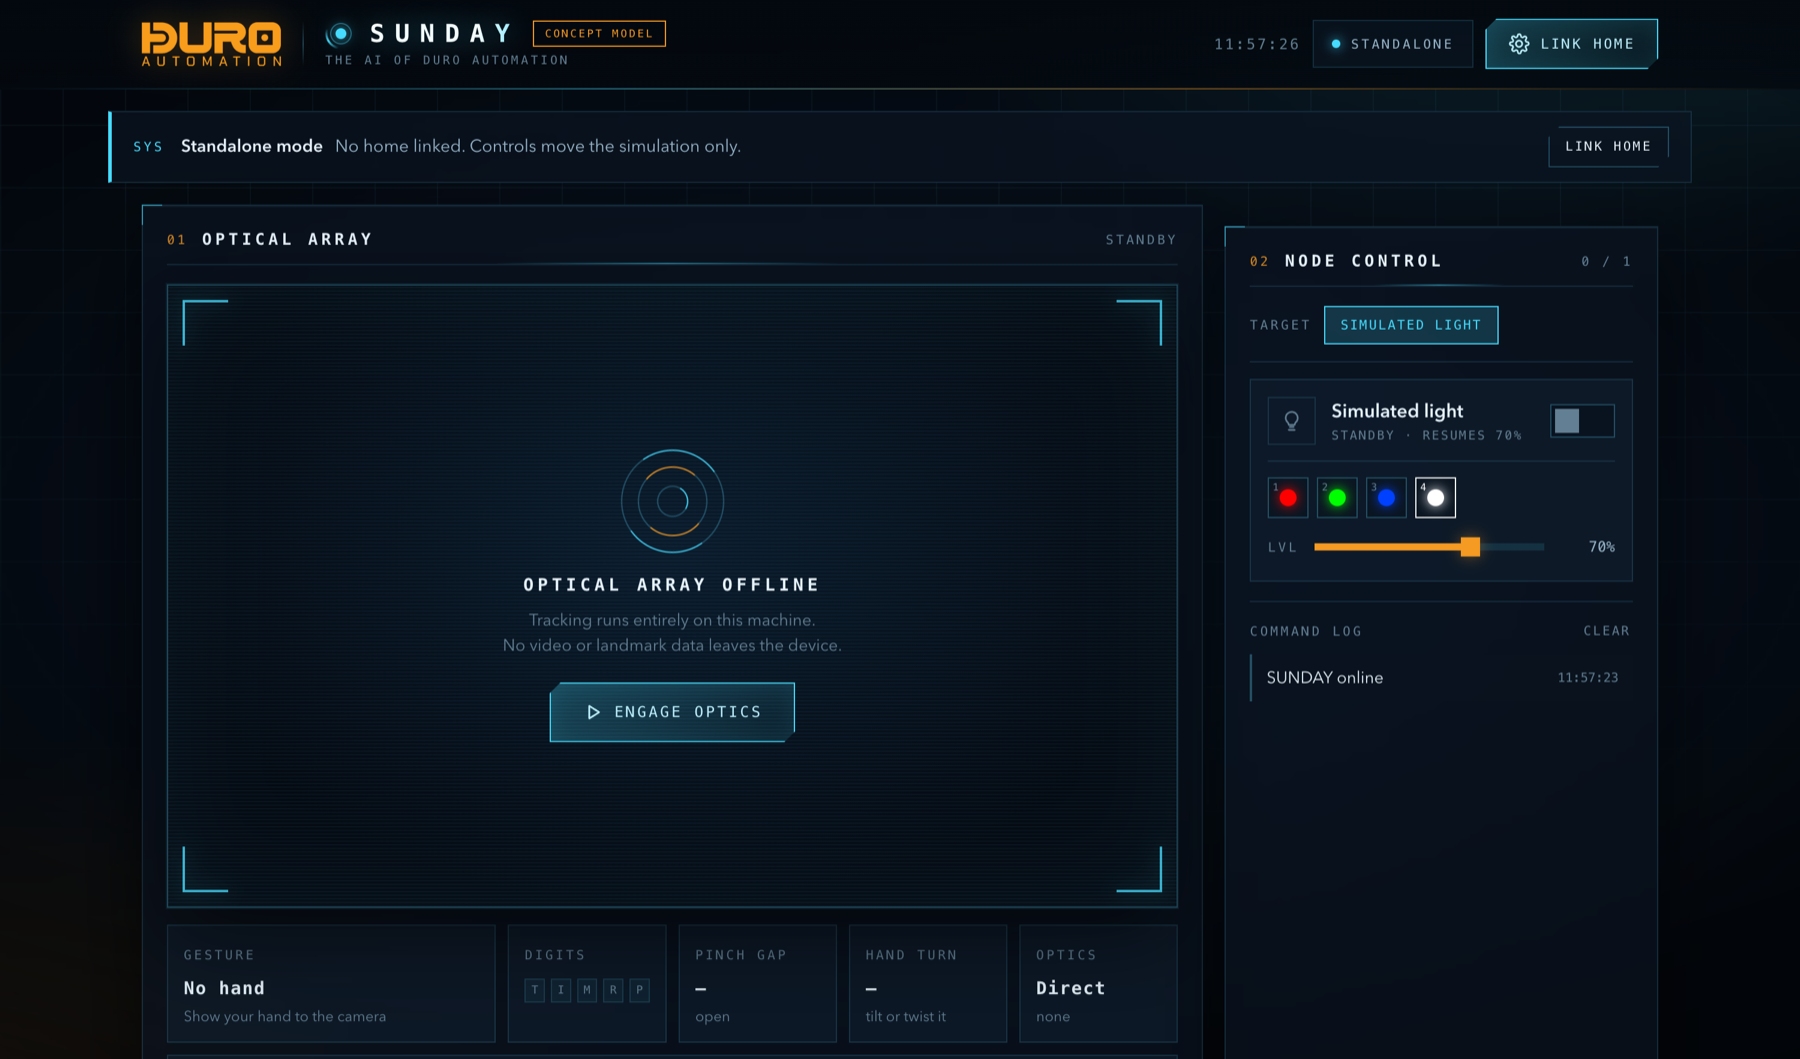 DURO
AUTOMATION
SUNDAY
CONCEPT MODEL
THE AI OF DURO AUTOMATION
11:57:26
STANDALONE
LINK HOME
SYS Standalone mode No home linked. Controls move the simulation only.
LINK HOME
01 OPTICAL ARRAY
STANDBY
OPTICAL ARRAY OFFLINE
Tracking runs entirely on this machine.
No video or landmark data leaves the device.
ENGAGE OPTICS
GESTURE
No hand
Show your hand to the camera
DIGITS
T I M R P
PINCH GAP
—
open
HAND TURN
—
tilt or twist it
OPTICS
Direct
none
02 NODE CONTROL
0 / 1
TARGET
SIMULATED LIGHT
Simulated light
STANDBY · RESUMES 70%
1 2 3 4
LVL
70%
COMMAND LOG
CLEAR
SUNDAY online
11:57:23